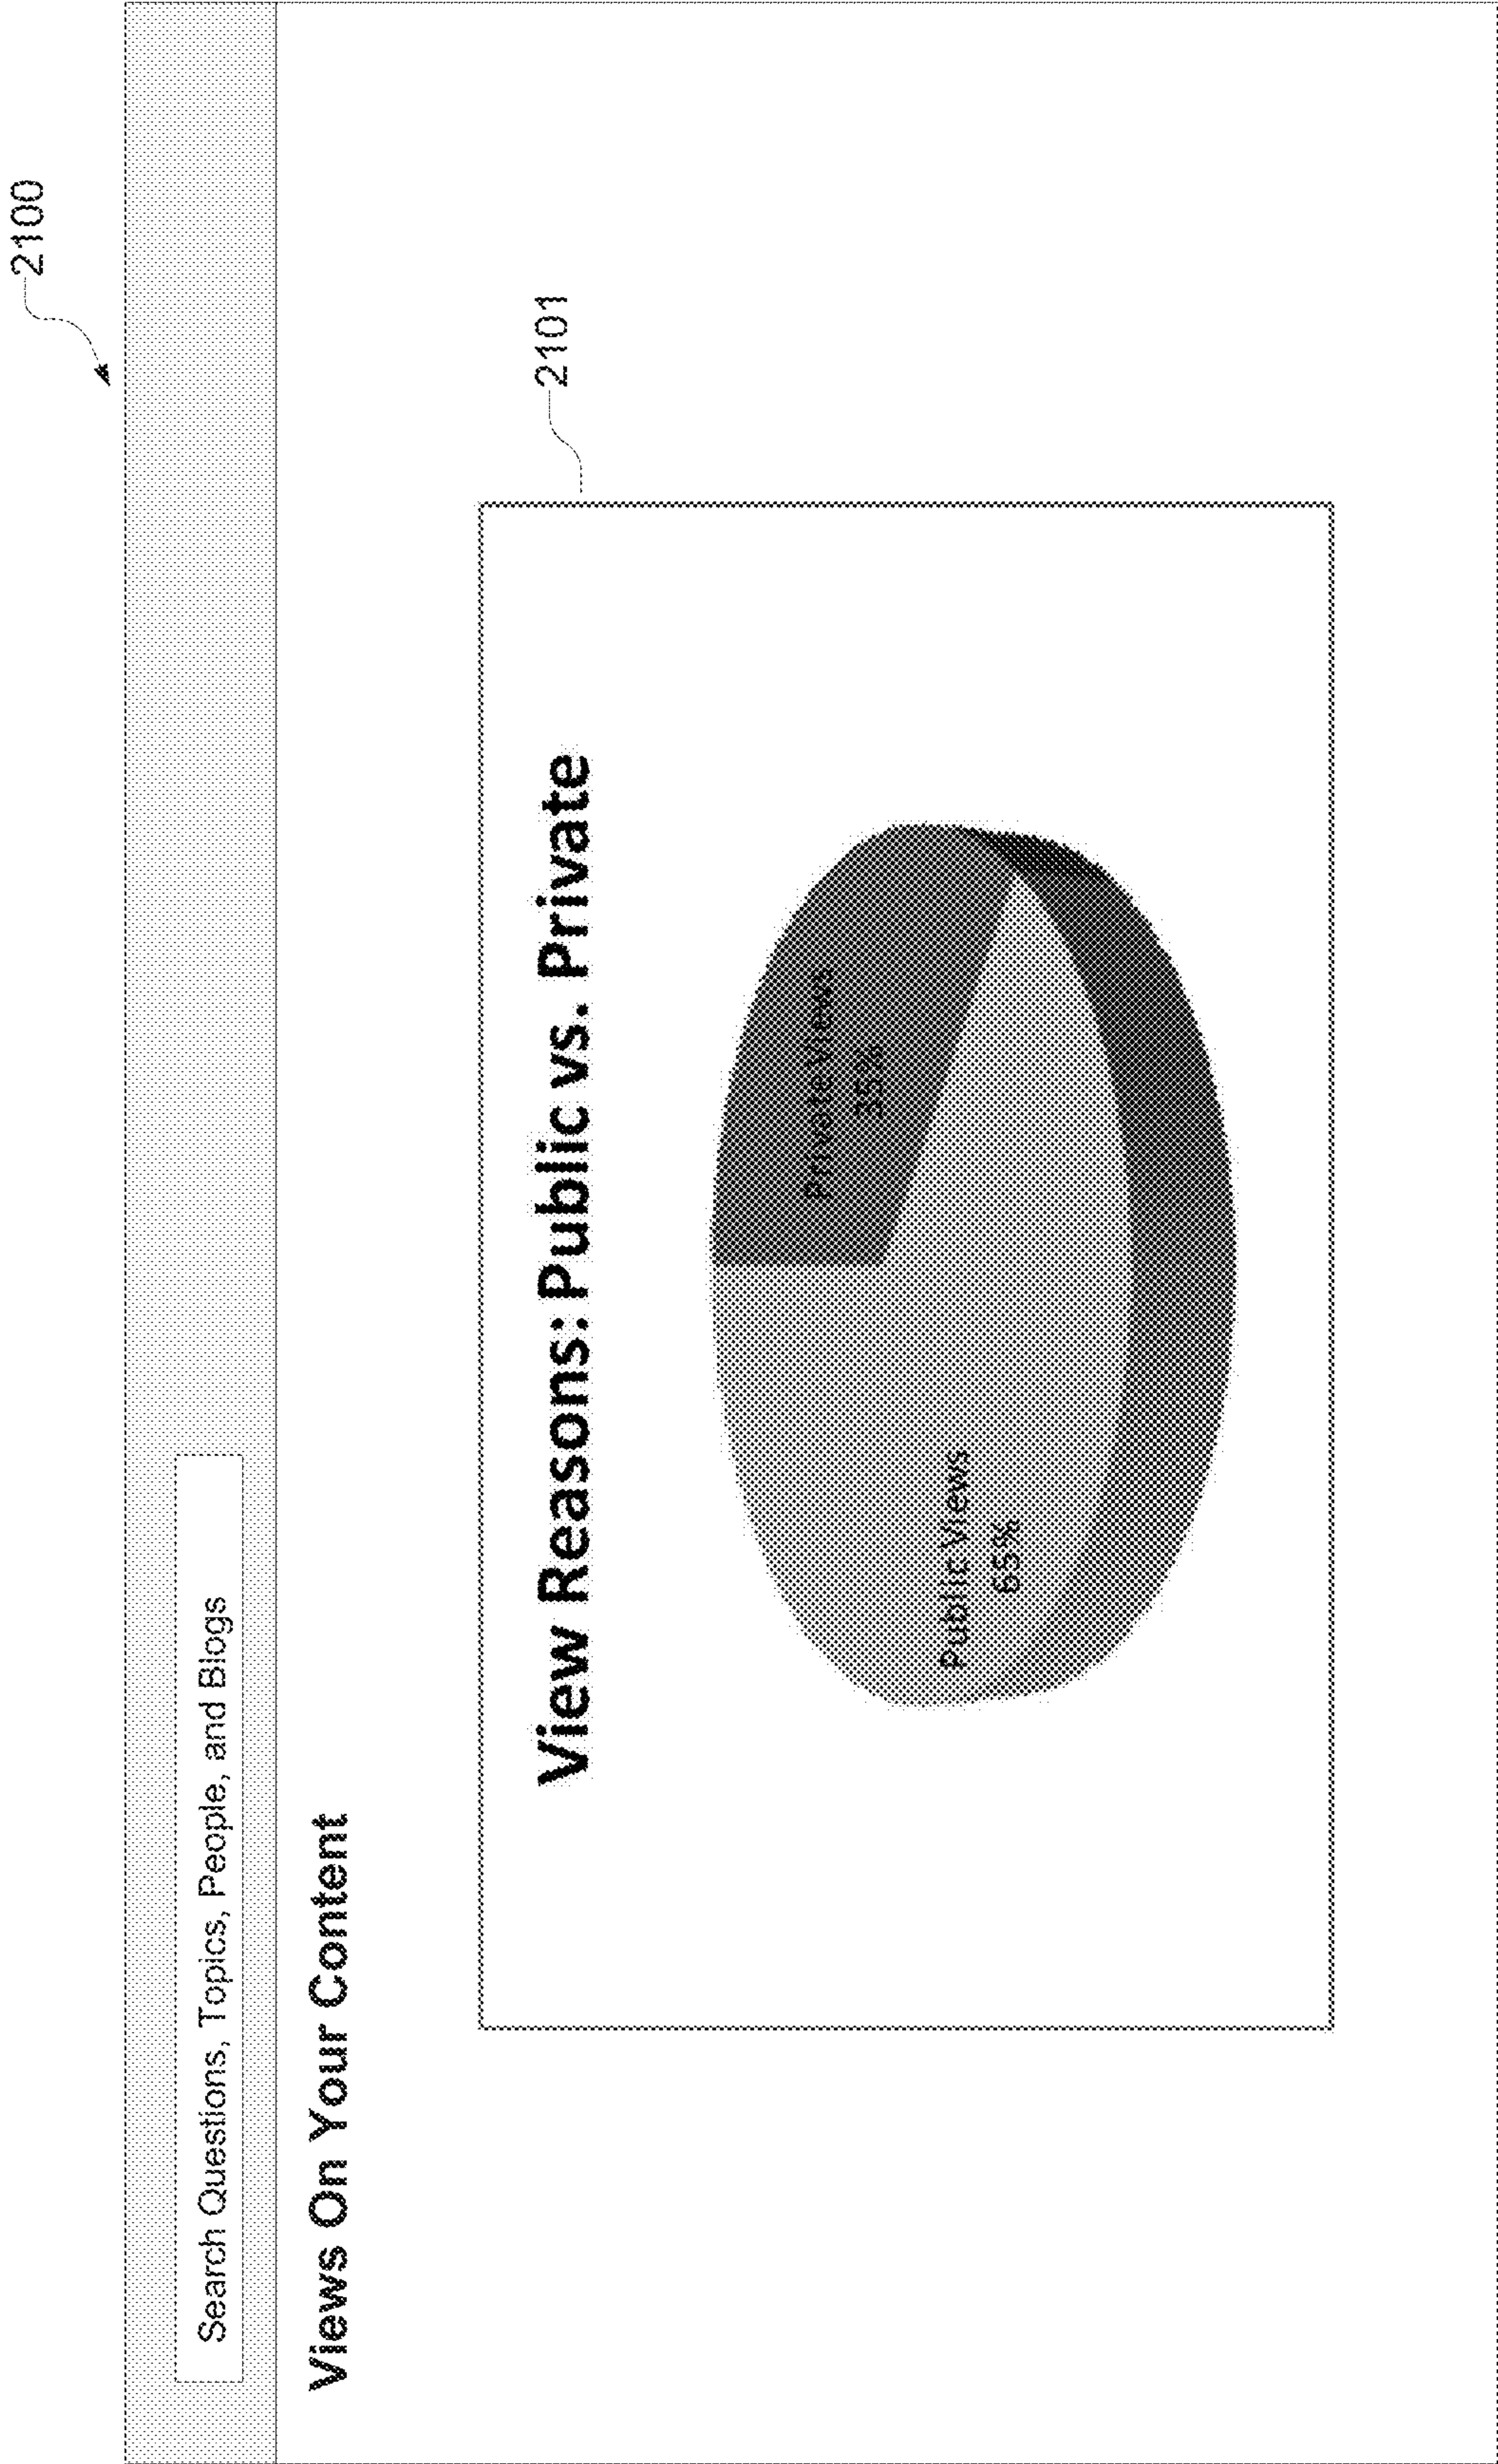 2100
Search Questions, Topics, People, and Blogs
Views On Your Content
2101
View Reasons: Public vs. Private
Private Views
35%
Public Views
65%